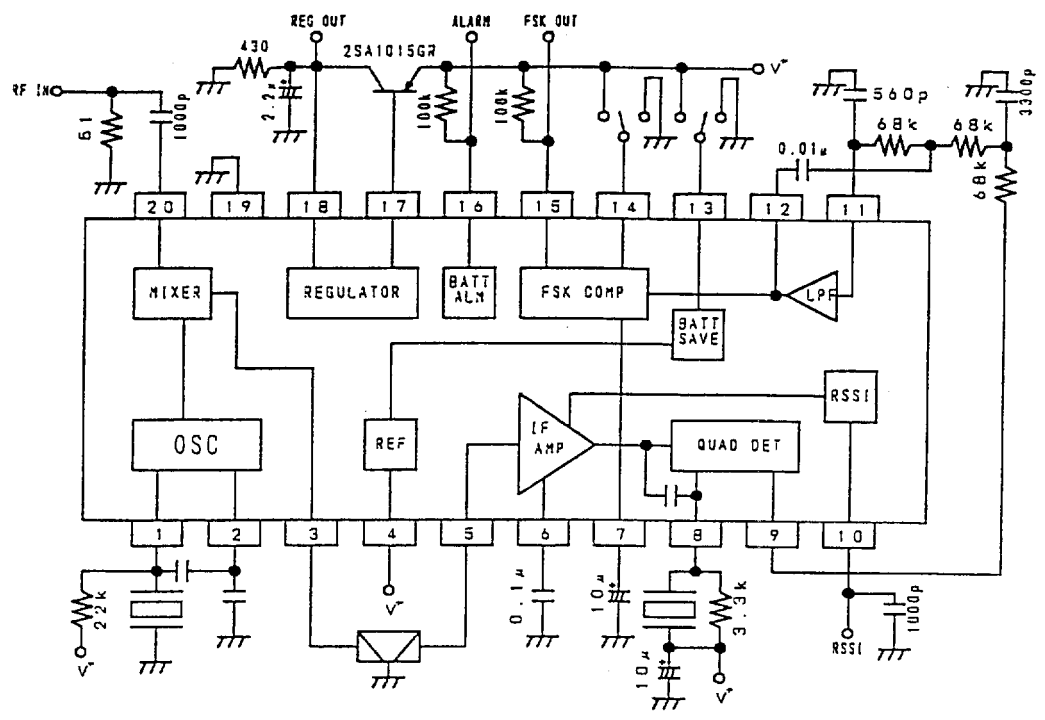 REG OUT
ALARM
FSK OUT
430
2SA1015GR
V+
RF IN
51
1000p
2.2μ
100k
100k
560p
3300p
68k
68k
0.01μ
68k
20
19
18
17
16
15
14
13
12
11
MIXER
REGULATOR
BATT
ALM
FSK COMP
LPF
BATT
SAVE
RSSI
OSC
REF
IF
AMP
QUAD DET
1
2
3
4
5
6
7
8
9
10
22k
V+
V+
0.1μ
10μ
3.3k
10μ
V+
1000p
RSSI